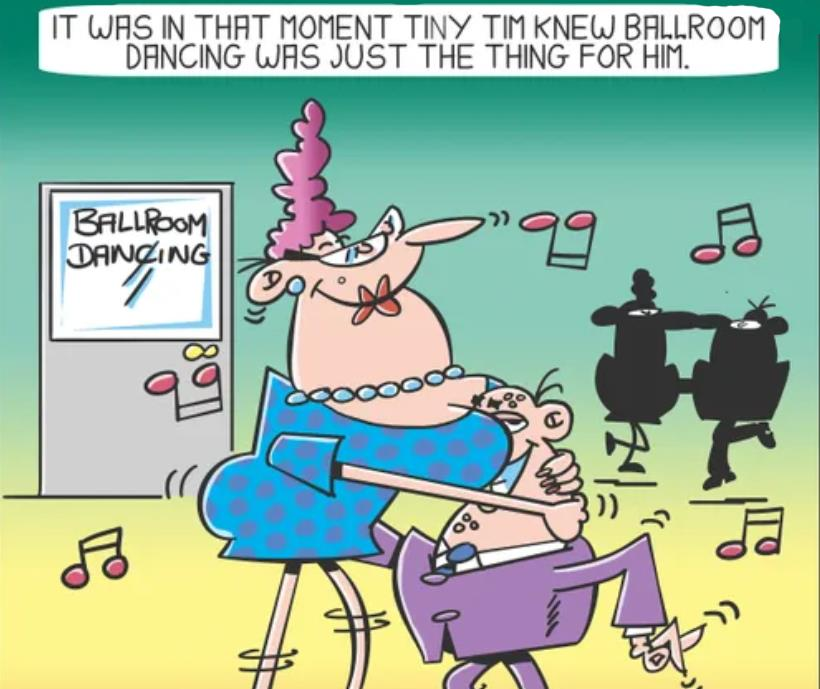 IT WAS IN THAT MOMENT TINY TIM KNEW BALLROOM
DANCING WAS JUST THE THING FOR HIM.
BALLROOM
DANCING